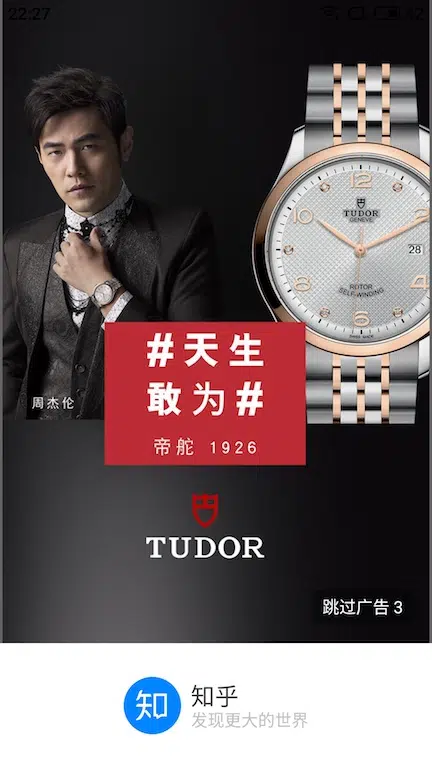 22:27
TUDOR
GENEVE
28
ROTOR
SELF-WINDING
#天生
敢为#
周杰伦
帝舵 1926
TUDOR
跳过广告 3
知
知乎
发现更大的世界